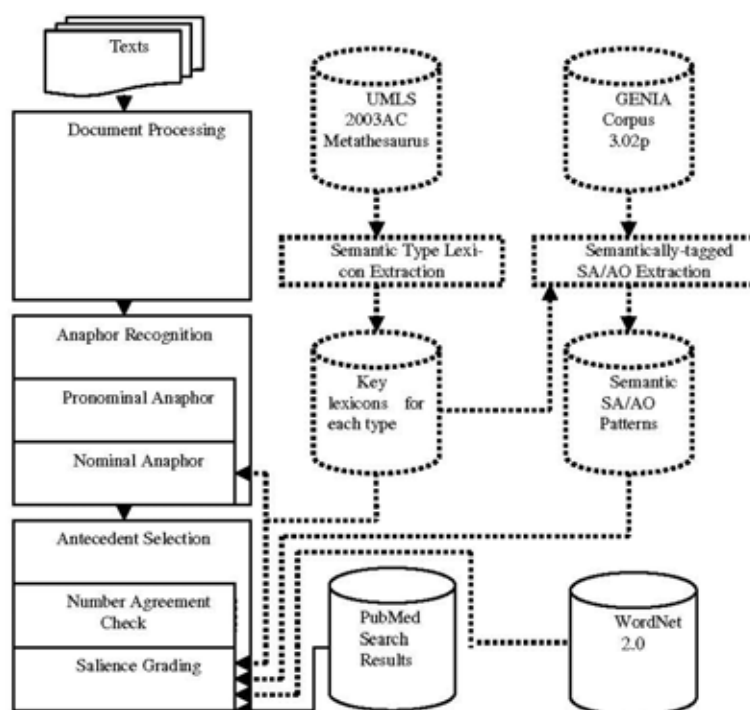 Texts
Document Processing
UMLS
2003AC
Metathesaurus
GENIA
Corpus
3.02p
Semantic Type Lexi-
con Extraction
Semantically-tagged
SA/AO Extraction
Anaphor Recognition
Pronominal Anaphor
Nominal Anaphor
Key
lexicons for
each type
Semantic
SA/AO
Patterns
Antecedent Selection
Number Agreement
Check
Salience Grading
PubMed
Search
Results
WordNet
2.0